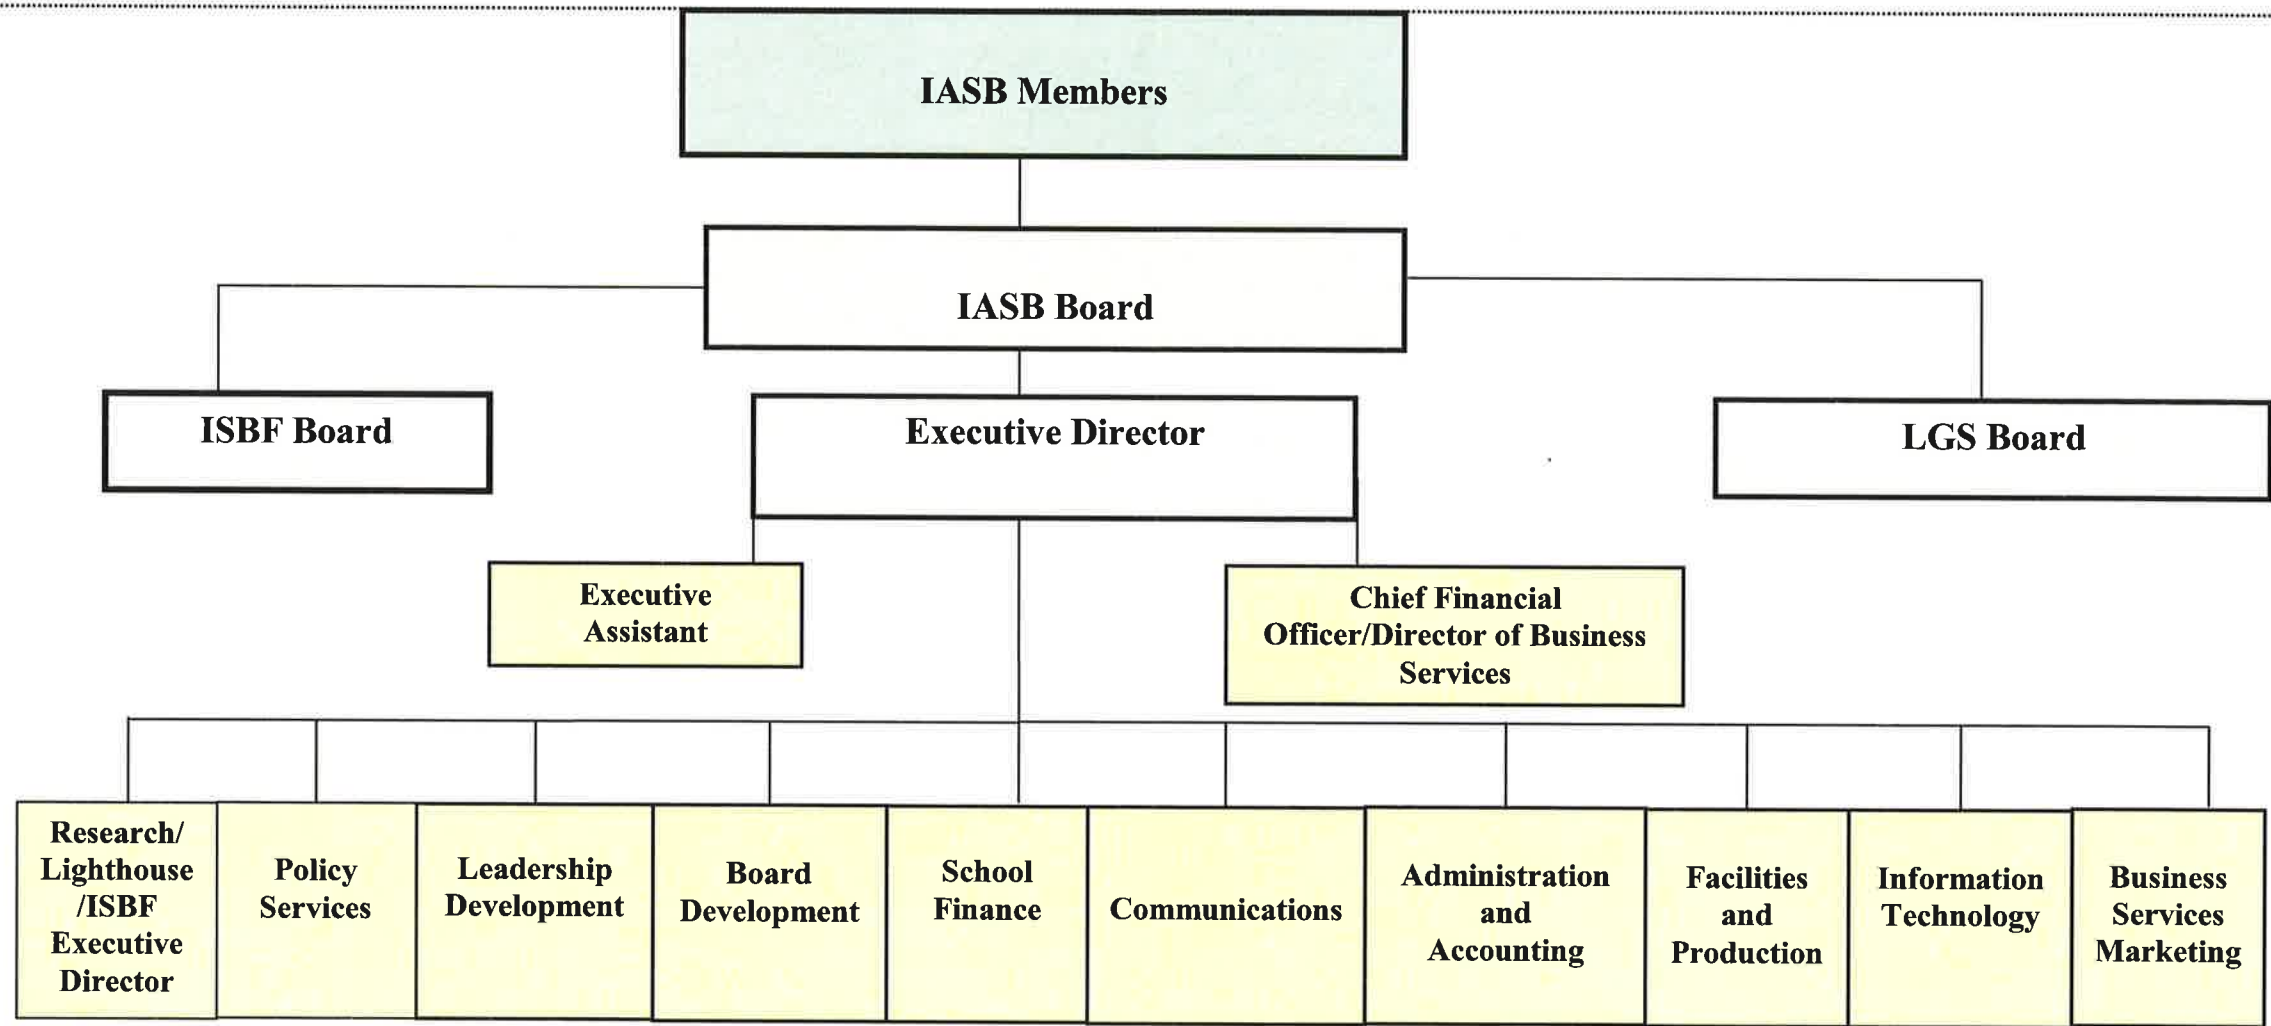 IASB Members
IASB Board
ISBF Board
Executive Director
LGS Board
Executive
Assistant
Chief Financial
Officer/Director of Business
Services
Research/
Lighthouse
/ISBF
Executive
Director
Policy
Services
Leadership
Development
Board
Development
School
Finance
Communications
Administration
and
Accounting
Facilities
and
Production
Information
Technology
Business
Services
Marketing